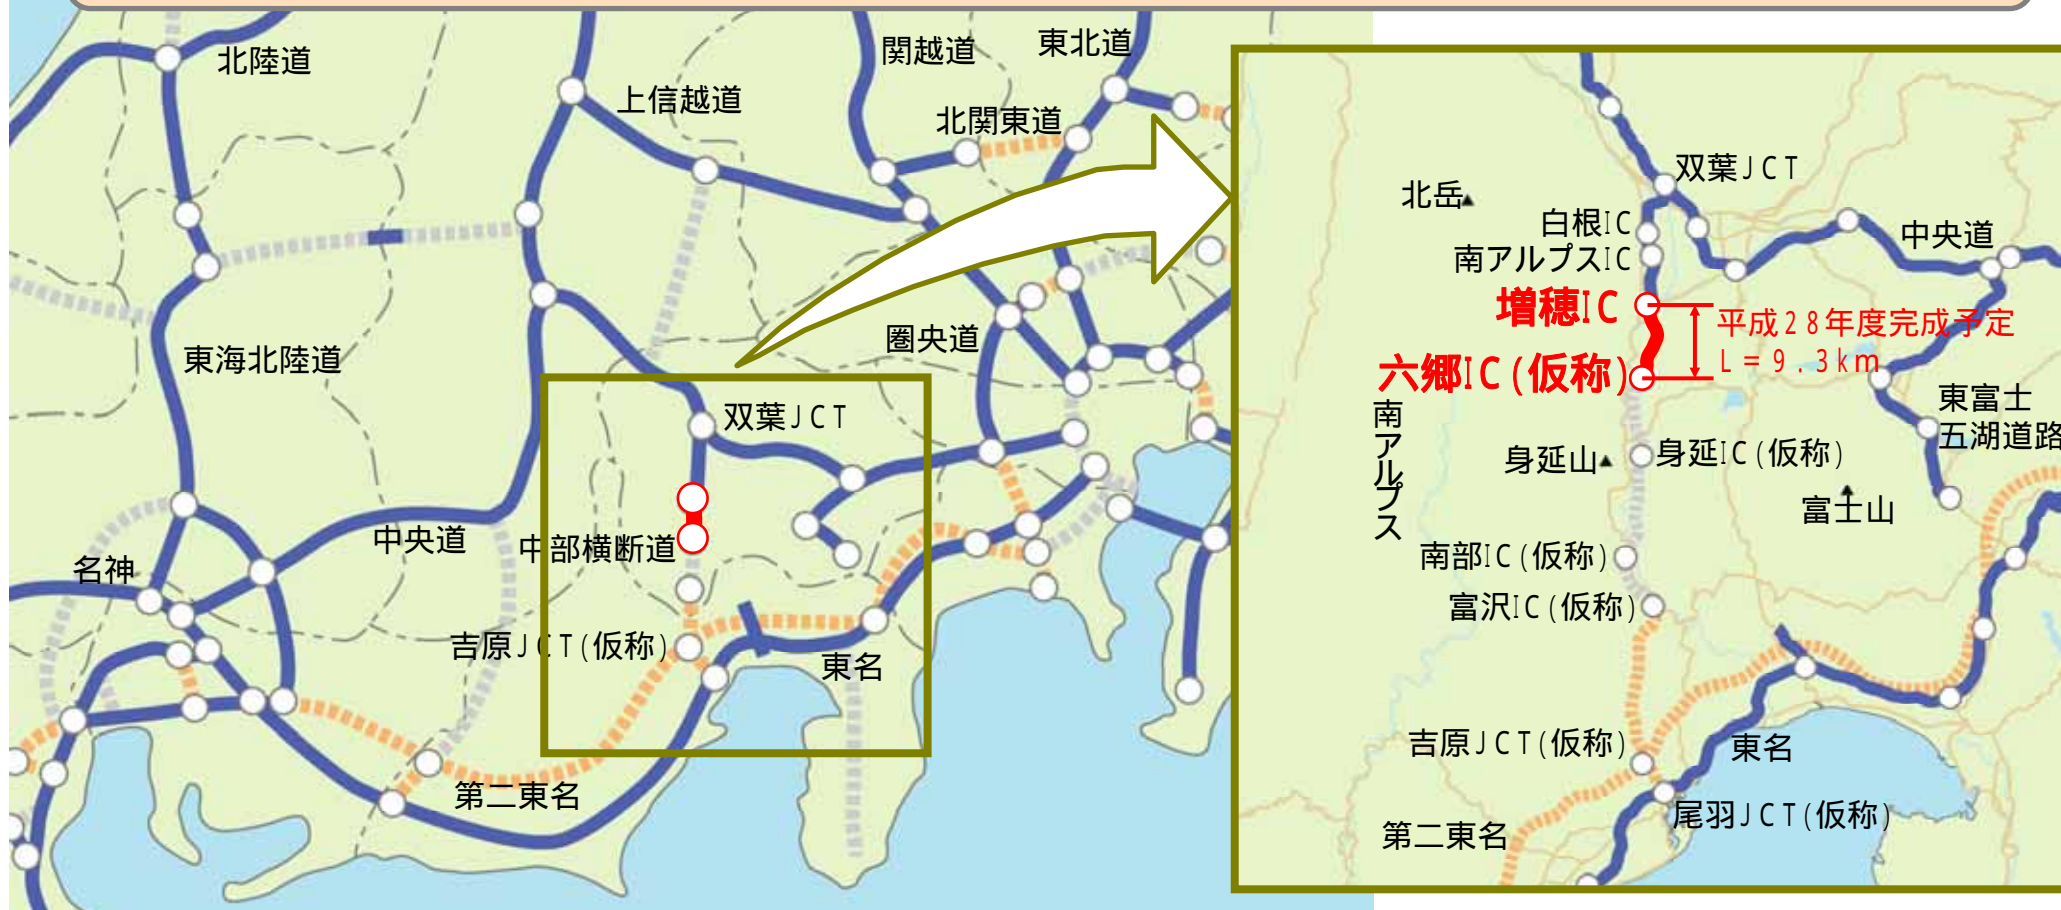 北陸道
関越道
東北道
上信越道
北関東道
東海北陸道
圏央道
双葉JCT
中央道
中部横断道
名神
吉原JCT(仮称)
東名
第二東名
双葉JCT
北岳▲
白根IC
中央道
南アルプスIC
増穂IC
平成28年度完成予定
L=9.3km
六郷IC(仮称)
南アルプス
東富士
五湖道路
身延山▲
身延IC(仮称)
▲
富士山
南部IC(仮称)
富沢IC(仮称)
吉原JCT(仮称)
東名
尾羽JCT(仮称)
第二東名